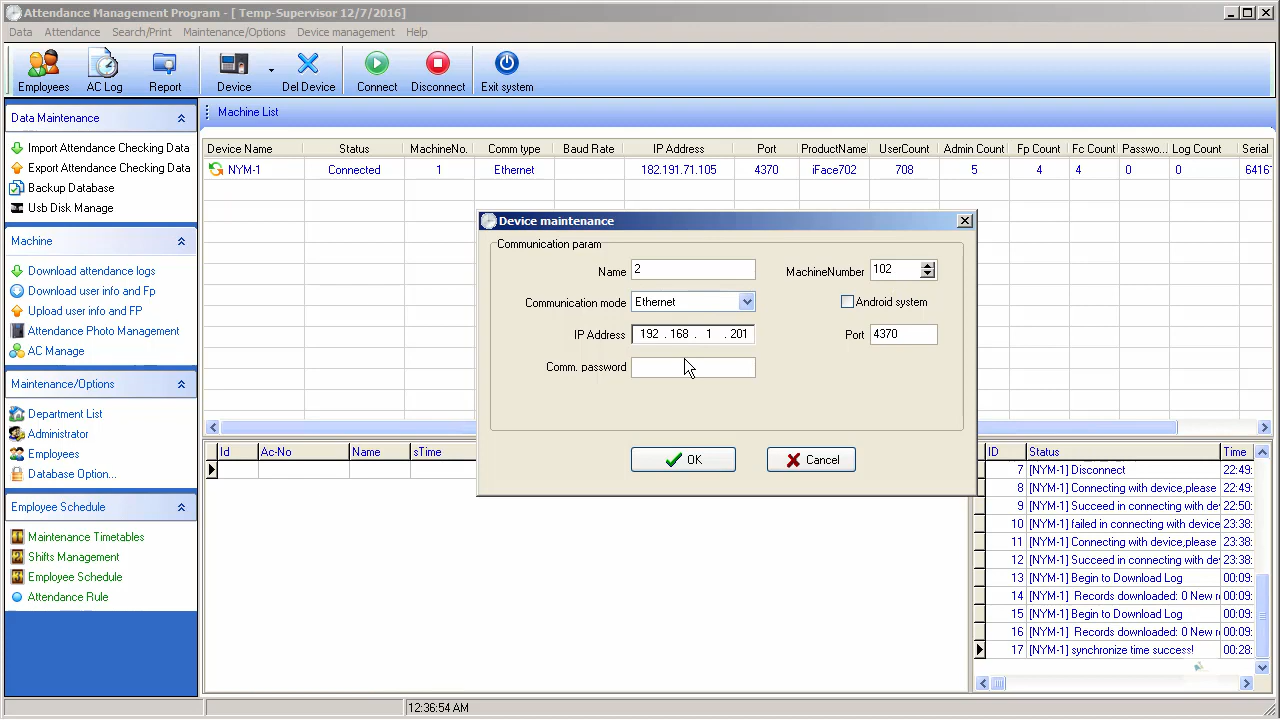 Attendance Management Program - [ Temp-Supervisor 12/7/2016]
Data Attendance Search/Print Maintenance/Options Device management Help
Employees AC Log Report Device Del Device Connect Disconnect Exit system
Data Maintenance
Import Attendance Checking Data
Export Attendance Checking Data
Backup Database
Usb Disk Manage
Machine
Download attendance logs
Download user info and Fp
Upload user info and FP
Attendance Photo Management
AC Manage
Maintenance/Options
Department List
Administrator
Employees
Database Option...
Employee Schedule
Maintenance Timetables
Shifts Management
Employee Schedule
Attendance Rule
Machine List
Device Name Status MachineNo. Comm type Baud Rate IP Address Port ProductName UserCount Admin Count Fp Count Fc Count Passwo... Log Count Serial
NYM-1 Connected 1 Ethernet 182.191.71.105 4370 iFace702 708 5 4 4 0 0 6416
Device maintenance
Communication param
Name 2 MachineNumber 102
Communication mode Ethernet Android system
IP Address 192 . 168 . 1 . 201 Port 4370
Comm. password
OK Cancel
Id Ac-No Name sTime
ID Status Time
7 [NYM-1] Disconnect 22:49:
8 [NYM-1] Connecting with device,please 22:49:
9 [NYM-1] Succeed in connecting with de 22:50:
10 [NYM-1] failed in connecting with device 23:38:
11 [NYM-1] Connecting with device,please 23:38:
12 [NYM-1] Succeed in connecting with de 23:38:
13 [NYM-1] Begin to Download Log 00:09:
14 [NYM-1] Records downloaded: 0 New r 00:09:
15 [NYM-1] Begin to Download Log 00:09:
16 [NYM-1] Records downloaded: 0 New r 00:09:
17 [NYM-1] synchronize time success! 00:28:
12:36:54 AM